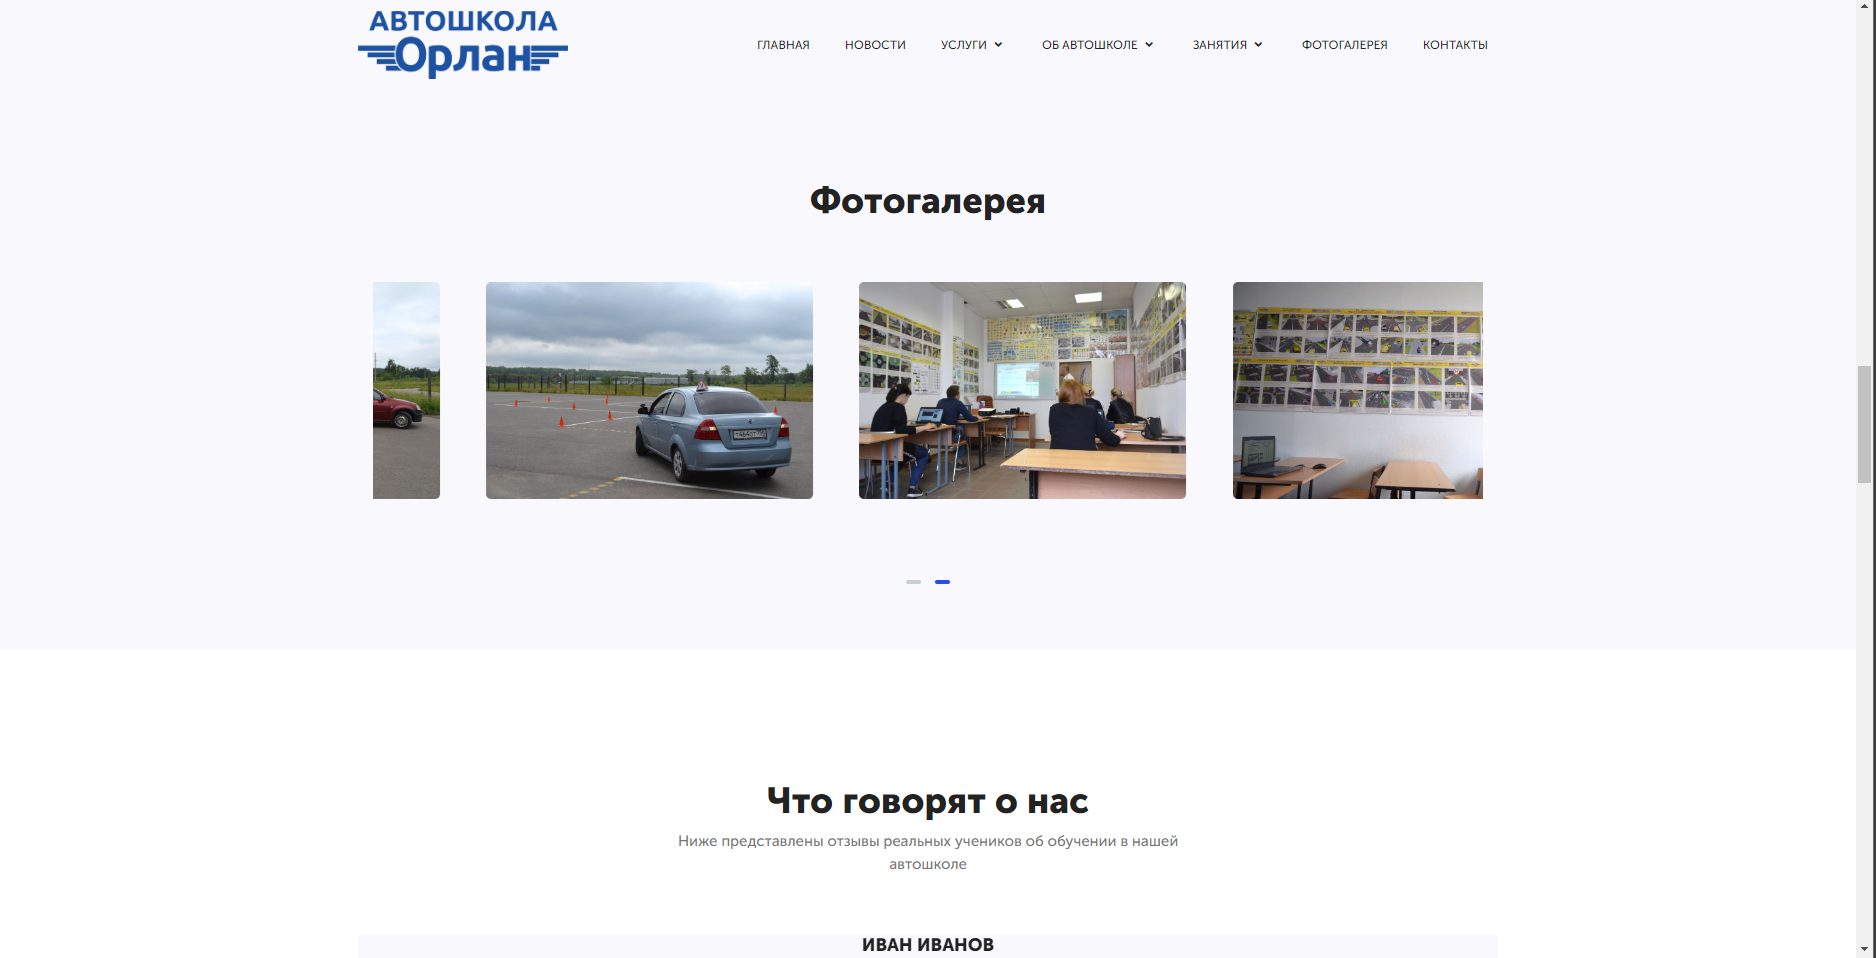 АВТОШКОЛА
Орлан
ГЛАВНАЯ НОВОСТИ УСЛУГИ ОБ АВТОШКОЛЕ ЗАНЯТИЯ ФОТОГАЛЕРЕЯ КОНТАКТЫ
Фотогалерея
Что говорят о нас
Ниже представлены отзывы реальных учеников об обучении в нашей
автошколе
ИВАН ИВАНОВ